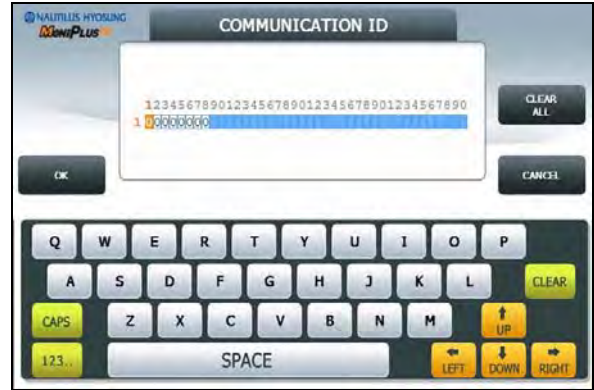 NAUTILUS HYOSUNG
MONiPLUS
COMMUNICATION ID
1234567890123456789012345678901234567890
1 00000000
CLEAR
ALL
OK
CANCEL
Q W E R T Y U I O P
A S D F G H J K L CLEAR
CAPS Z X C V B N M UP
123.. SPACE LEFT DOWN RIGHT